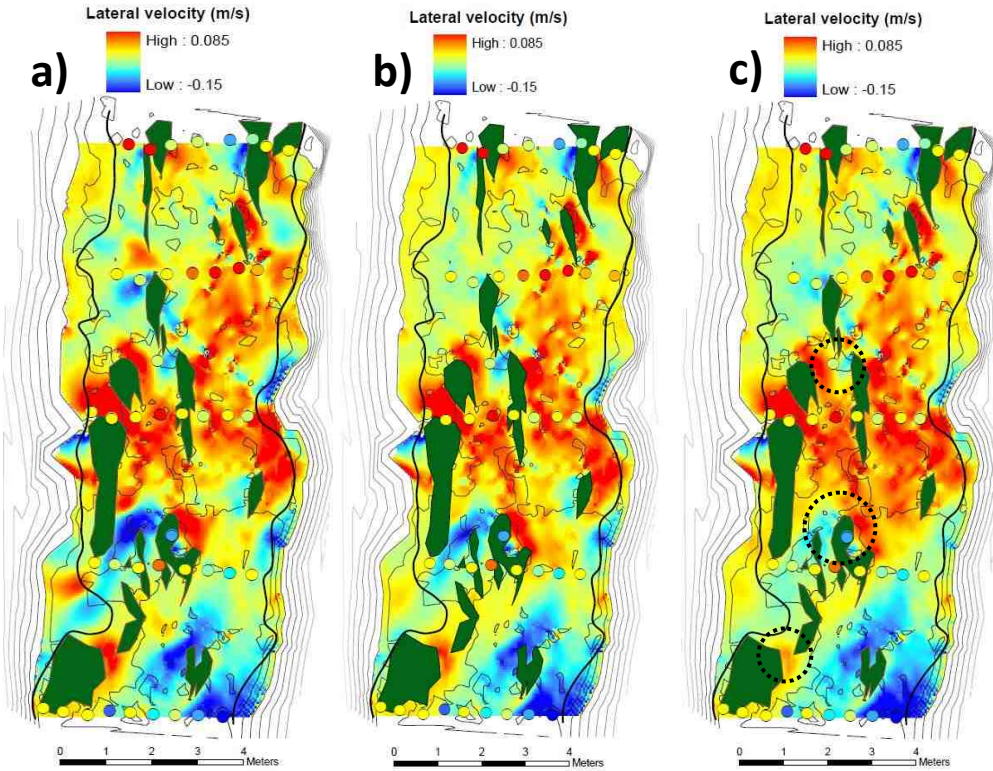 Lateral velocity (m/s)
High : 0.085
Low : -0.15
a)
Lateral velocity (m/s)
High : 0.085
Low : -0.15
b)
Lateral velocity (m/s)
High : 0.085
Low : -0.15
c)
0 1 2 3 4
Meters
0 1 2 3 4
Meters
0 1 2 3 4
Meters